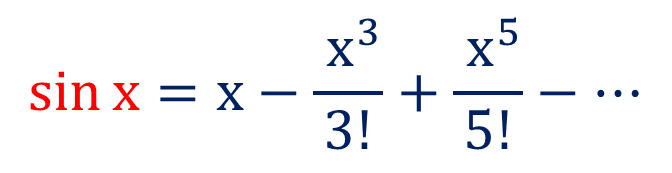 sin x = x − x³/3! + x⁵/5! − ⋯